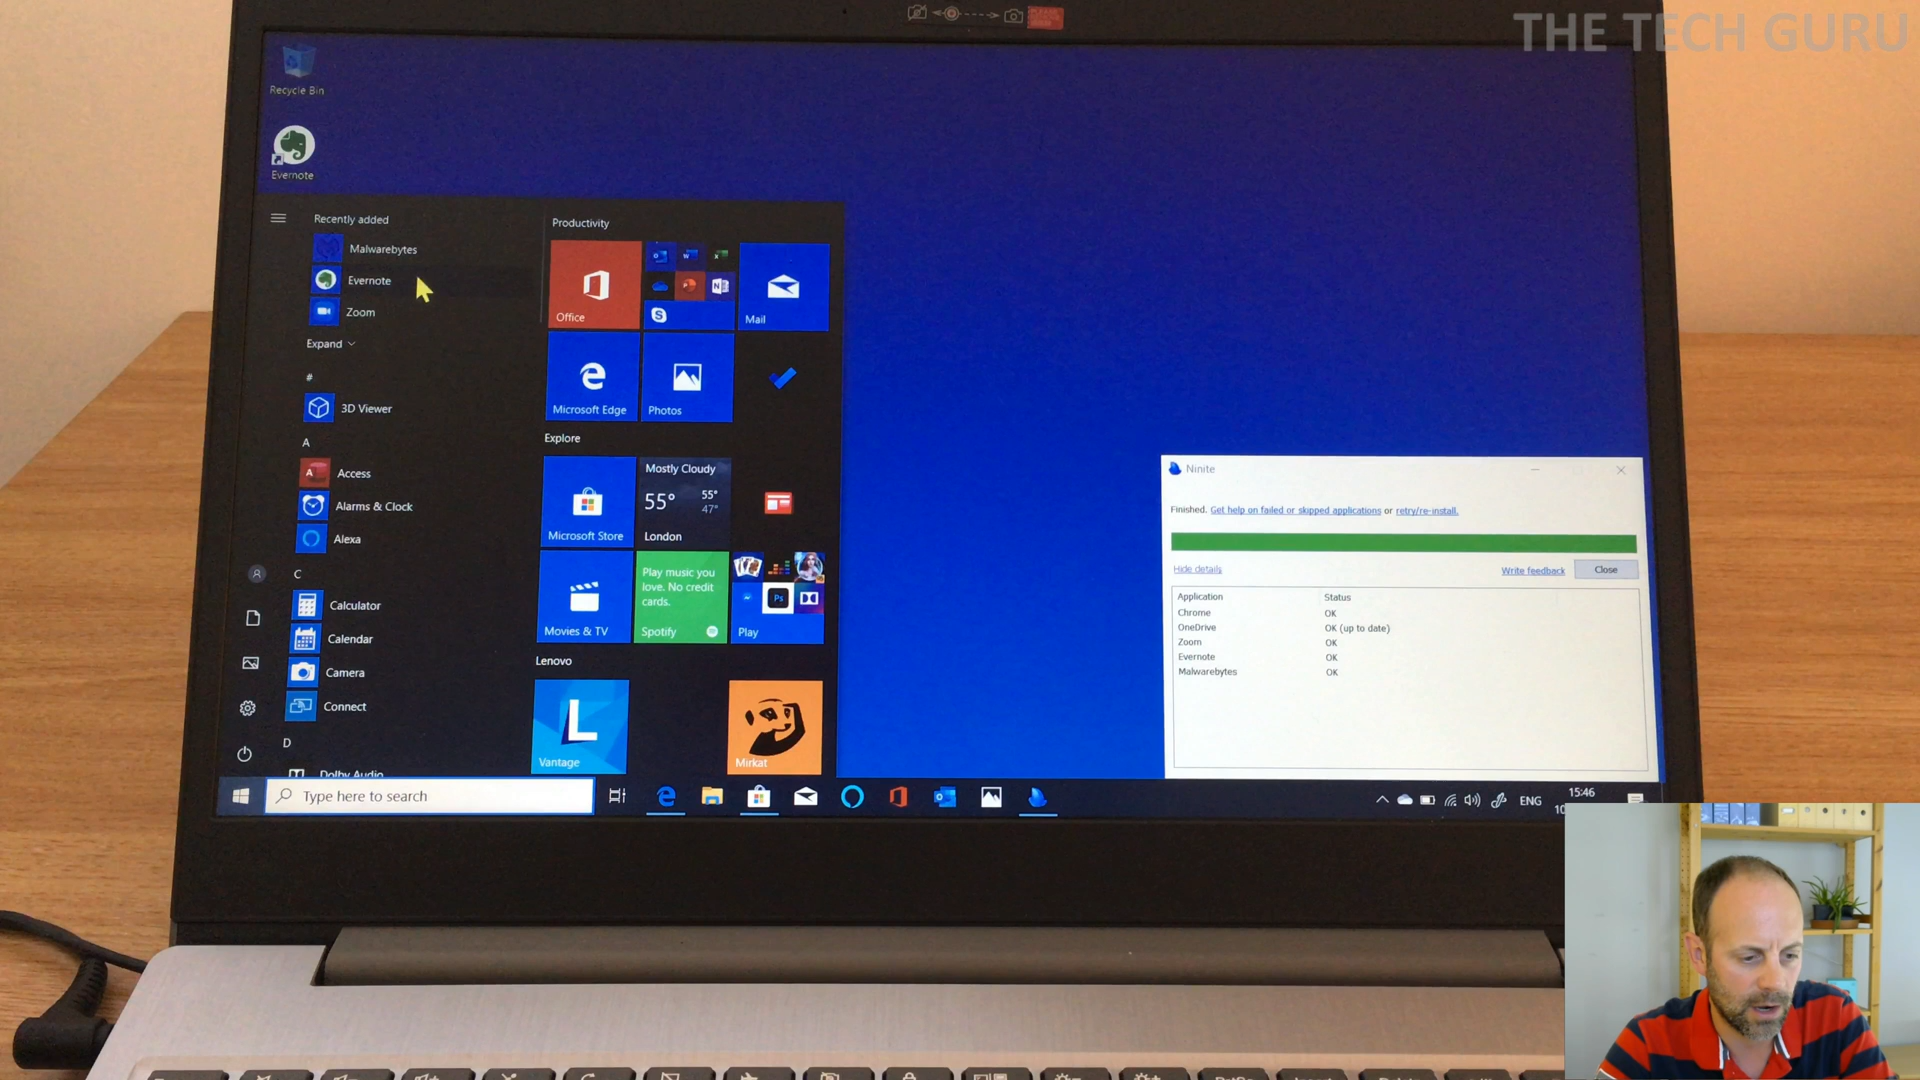 THE TECH GURU
Recycle Bin
Evernote
Recently added
Malwarebytes
Evernote
Zoom
Expand
#
3D Viewer
A
Access
Alarms & Clock
Alexa
C
Calculator
Calendar
Camera
Connect
D
Dolby Audio
Productivity
Office
Mail
Microsoft Edge
Photos
Explore
Microsoft Store
Mostly Cloudy
55°
55°
47°
London
Movies & TV
Play music you
love. No credit
cards.
Spotify
Ps
Play
Lenovo
L
Vantage
Mirkat
Type here to search
Ninite
Finished. Get help on failed or skipped applications or retry/re-install.
Hide details
Write feedback
Close
Application Status
Chrome OK
OneDrive OK (up to date)
Zoom OK
Evernote OK
Malwarebytes OK
ENG
15:46